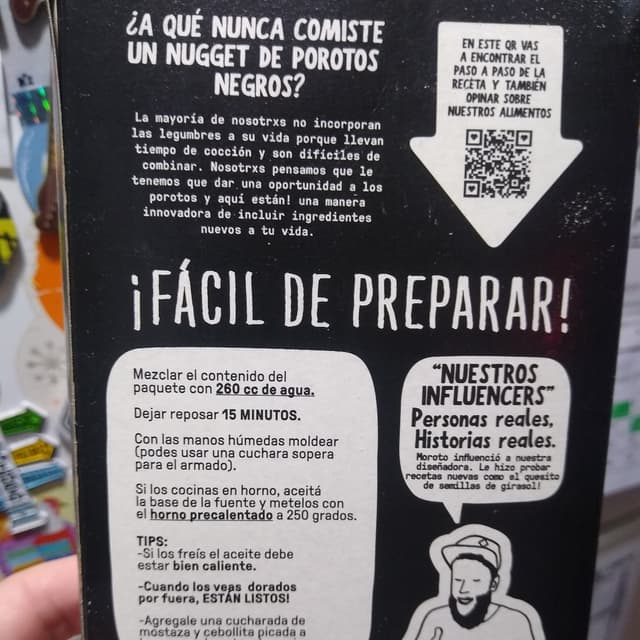 ¿A QUÉ NUNCA COMISTE
UN NUGGET DE POROTOS
NEGROS?
La mayoría de nosotrxs no incorporan
las legumbres a su vida porque llevan
tiempo de cocción y son difíciles de
combinar. Nosotrxs pensamos que le
tenemos que dar una oportunidad a los
porotos y aquí están! una manera
innovadora de incluir ingredientes
nuevos a tu vida.
EN ESTE QR VAS
A ENCONTRAR EL
PASO A PASO DE LA
RECETA Y TAMBIÉN
OPINAR SOBRE
NUESTROS ALIMENTOS
¡FÁCIL DE PREPARAR!
Mezclar el contenido del
paquete con 260 cc de agua.
Dejar reposar 15 MINUTOS.
Con las manos húmedas moldear
(podes usar una cuchara sopera
para el armado).
Si los cocinas en horno, aceitá
la base de la fuente y metelos con
el horno precalentado a 250 grados.
TIPS:
-Si los freís el aceite debe
estar bien caliente.
-Cuando los veas dorados
por fuera, ESTÁN LISTOS!
-Agregale una cucharada de
mostaza y cebollita picada a
"NUESTROS
INFLUENCERS"
Personas reales,
Historias reales.
Moroto influenció a nuestra
diseñadora. Le hizo probar
recetas nuevas como el quesito
de semillas de girasol!